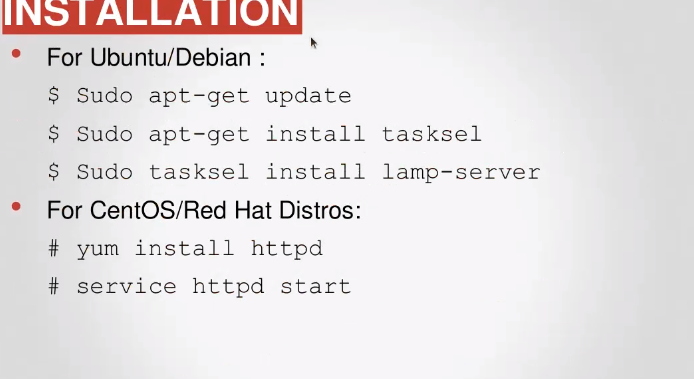 INSTALLATION
• For Ubuntu/Debian :
$ Sudo apt-get update
$ Sudo apt-get install tasksel
$ Sudo tasksel install lamp-server
• For CentOS/Red Hat Distros:
# yum install httpd
# service httpd start